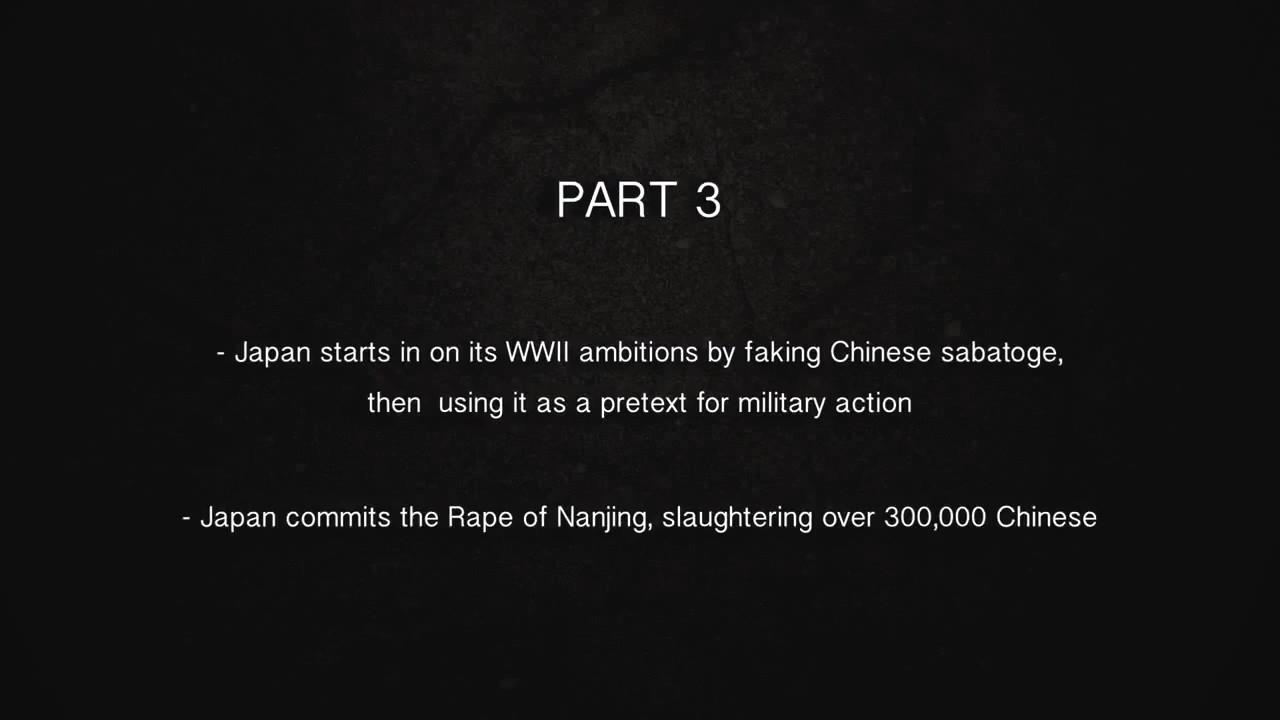 PART 3
- Japan starts in on its WWII ambitions by faking Chinese sabatoge,
then  using it as a pretext for military action
- Japan commits the Rape of Nanjing, slaughtering over 300,000 Chinese